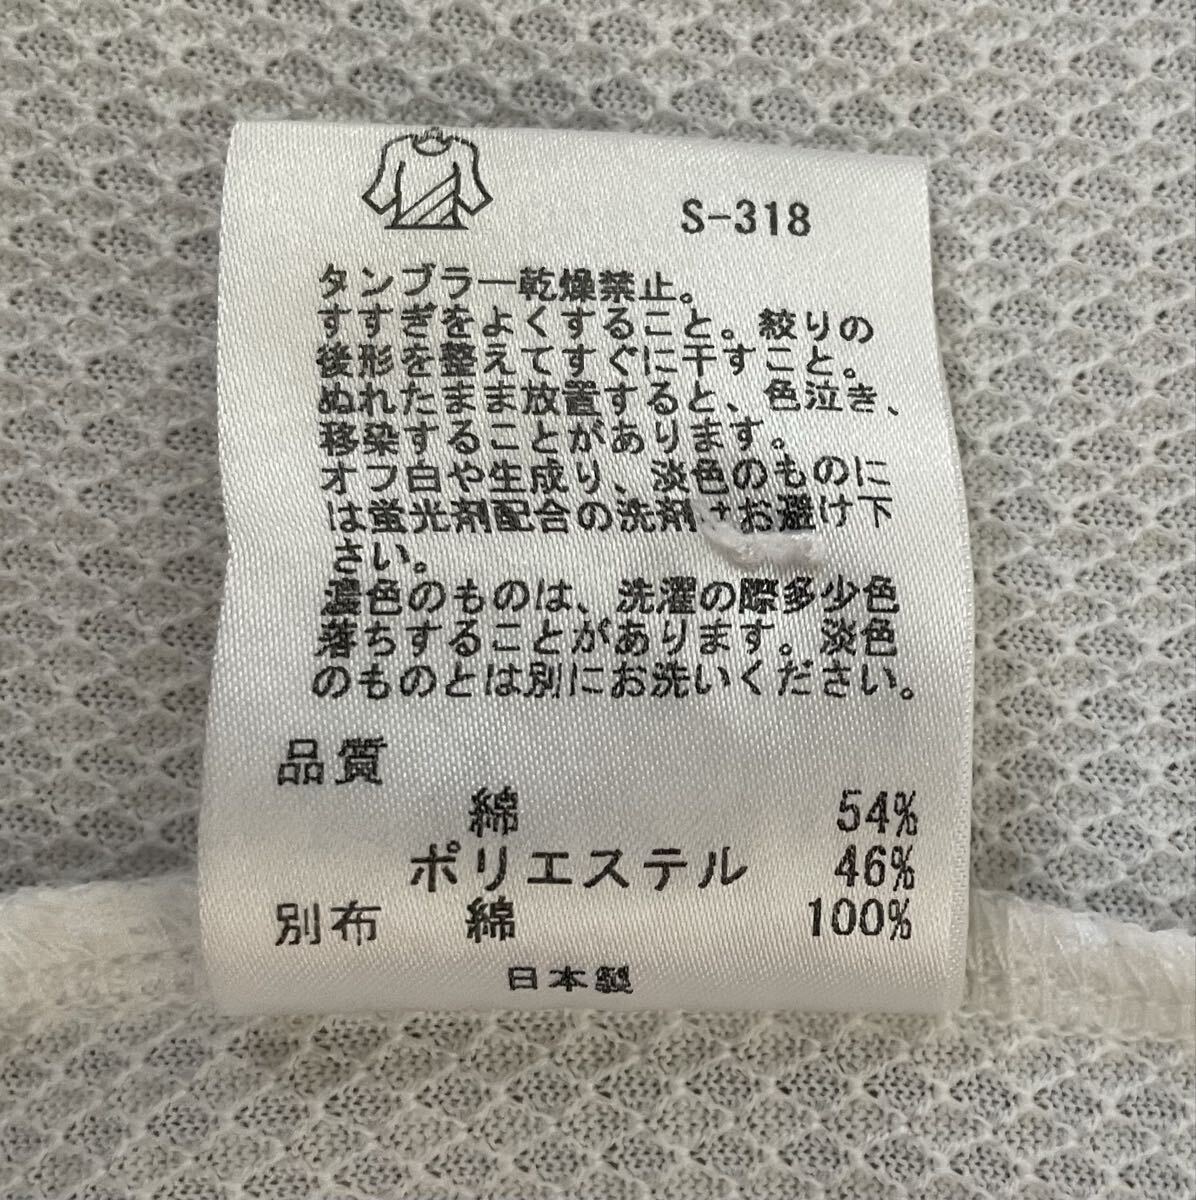 S-318
タンブラー乾燥禁止。
すすぎをよくすること。絞りの
後形を整えてすぐに干すこと。
ぬれたまま放置すると、色泣き、
移染することがあります。
オフ白や生成り、淡色のものに
は蛍光剤配合の洗剤はお避け下
さい。
濃色のものは、洗濯の際多少色
落ちすることがあります。淡色
のものとは別にお洗いください。
品質
綿 54%
ポリエステル 46%
別布 綿 100%
日本製